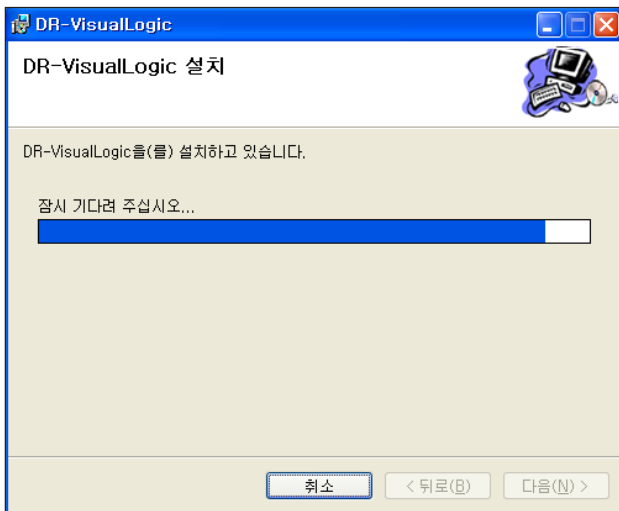 DR-VisualLogic
DR-VisualLogic 설치
DR-VisualLogic을(를) 설치하고 있습니다.
잠시 기다려 주십시오...
취소
< 뒤로(B)
다음(N) >